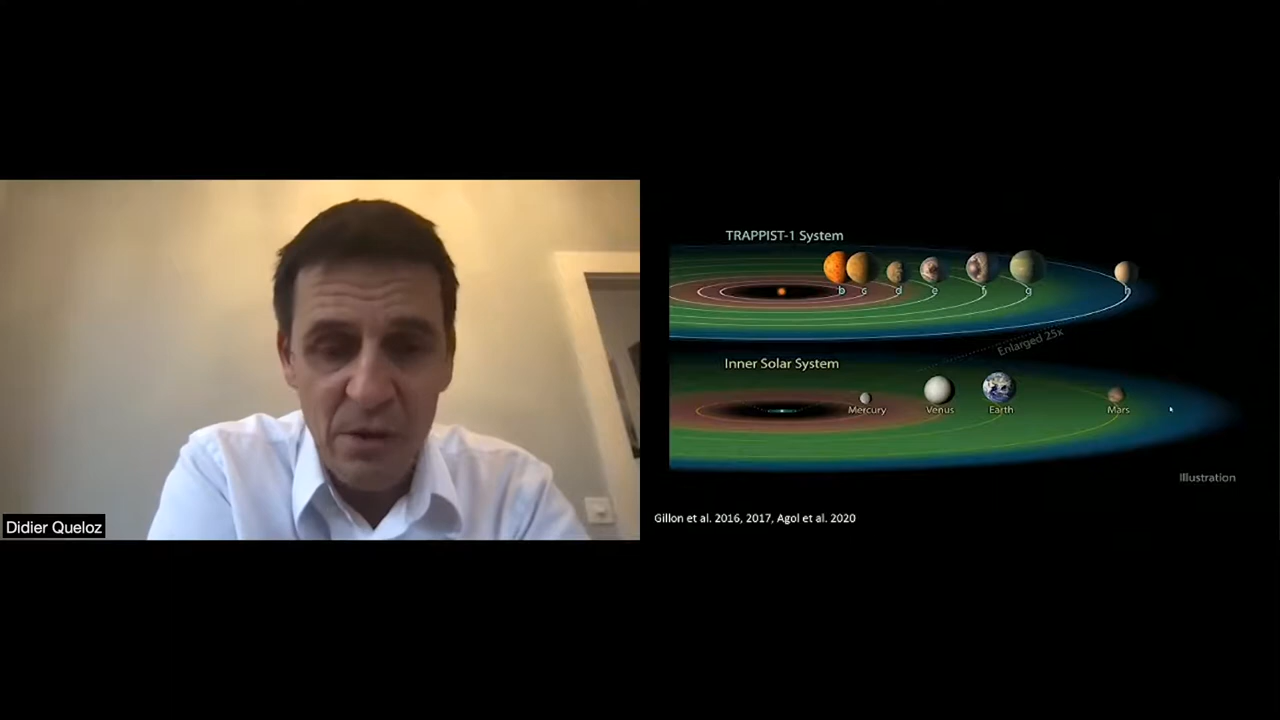 Didier Queloz
TRAPPIST-1 System
b c d e f g h
Enlarged 25x
Inner Solar System
Mercury Venus Earth Mars
Illustration
Gillon et al. 2016, 2017, Agol et al. 2020